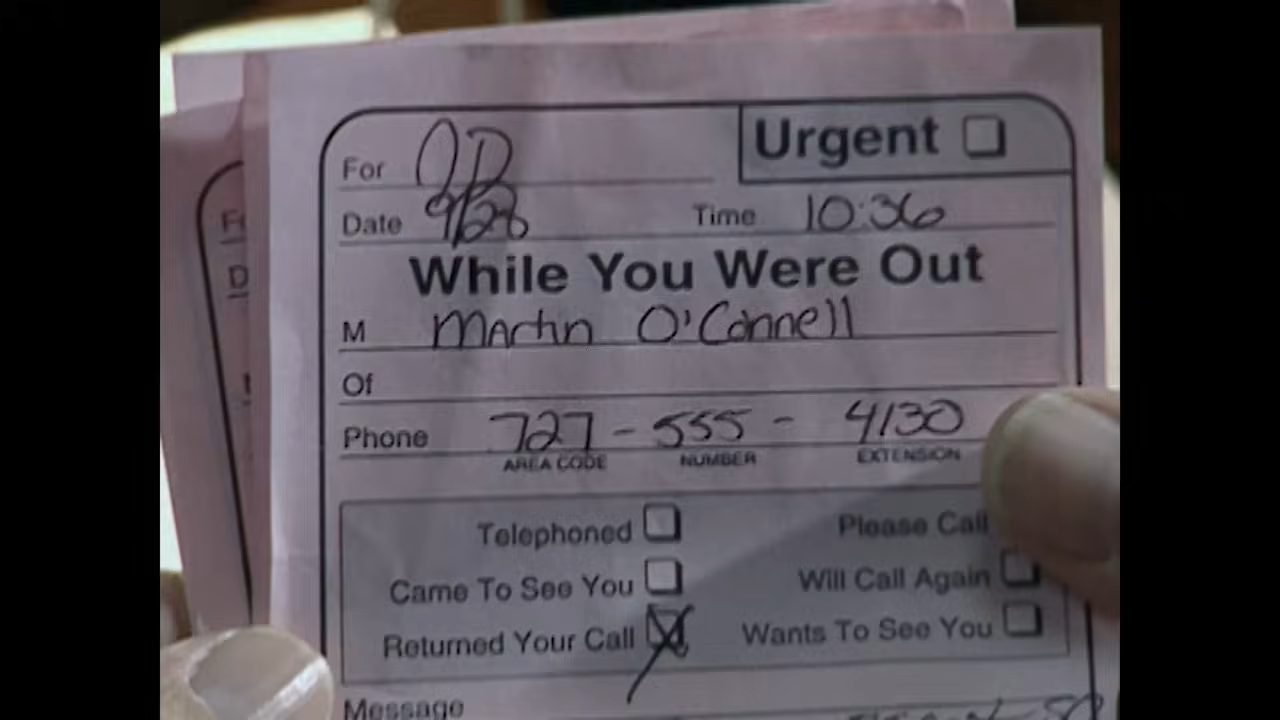 Urgent
For JD
Date 9/28 Time 10:36
While You Were Out
M Martin O'Connell
Of
Phone 727-555-4130
AREA CODE NUMBER EXTENSION
Telephoned Please Call
Came To See You Will Call Again
Returned Your Call Wants To See You
Message